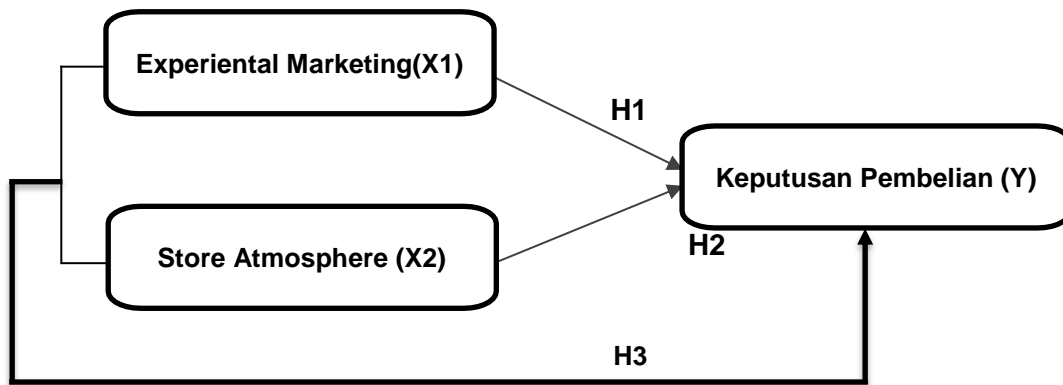 Experiental Marketing(X1)
H1
Keputusan Pembelian (Y)
Store Atmosphere (X2)
H2
H3